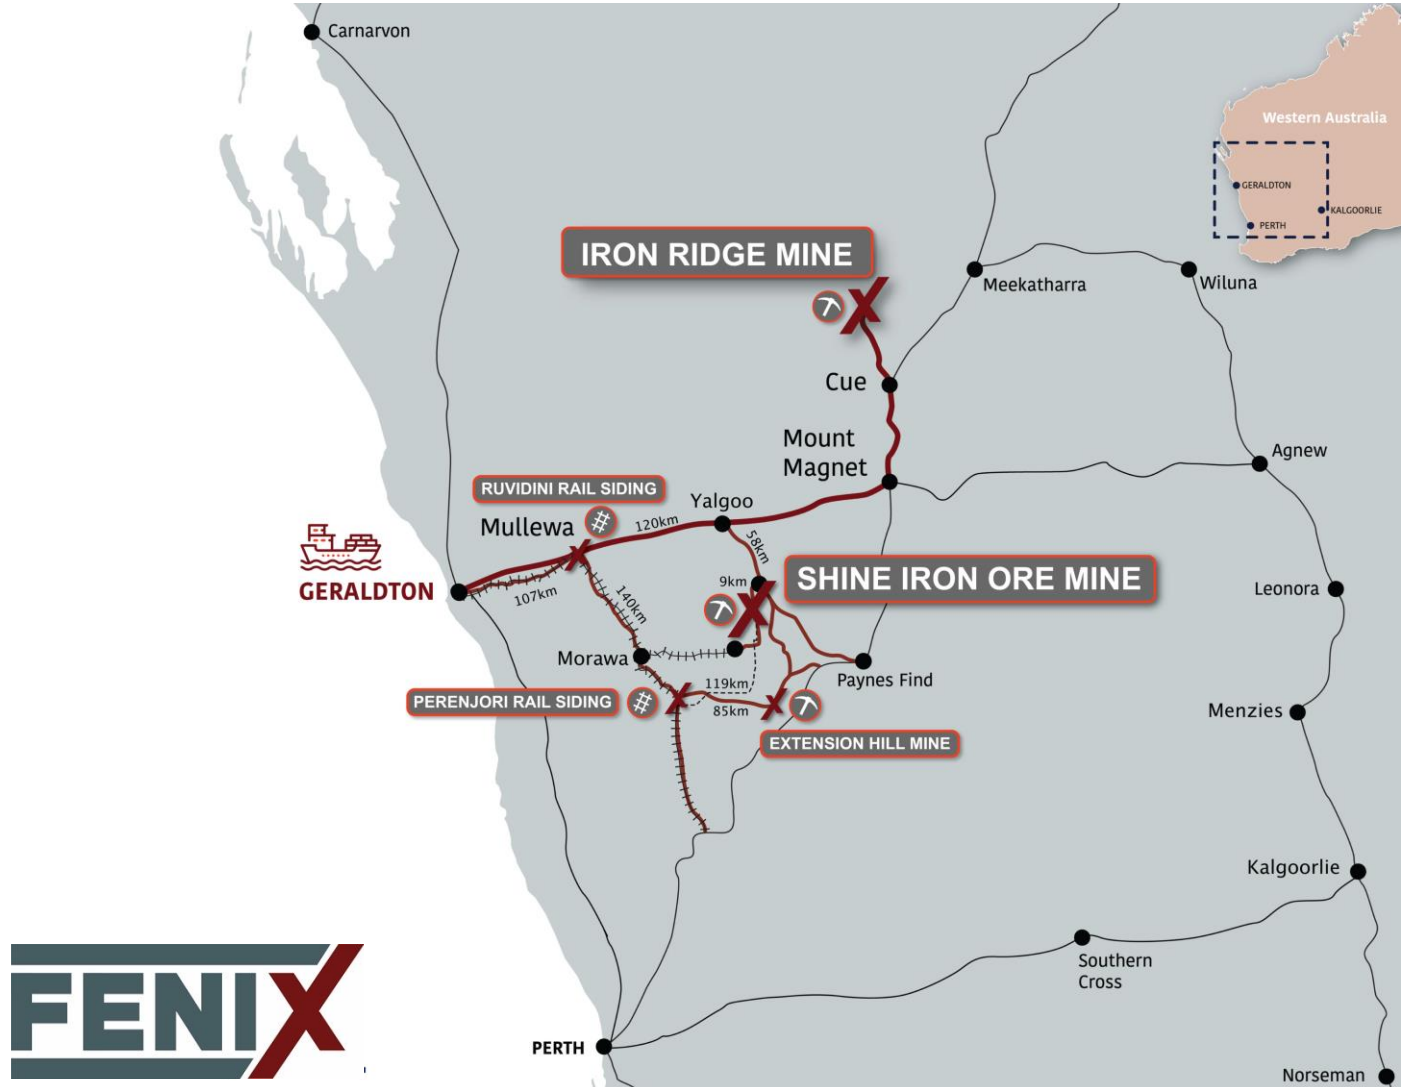 Carnarvon
Western Australia
GERALDTON
KALGOORLIE
PERTH
IRON RIDGE MINE
Meekatharra
Wiluna
Cue
Mount
Magnet
Agnew
RUVIDINI RAIL SIDING
Yalgoo
Mullewa
120km
58km
GERALDTON
107km
140km
9km
SHINE IRON ORE MINE
Leonora
Morawa
Paynes Find
119km
PERENJORI RAIL SIDING
85km
EXTENSION HILL MINE
Menzies
Kalgoorlie
Southern
Cross
FENIX
PERTH
Norseman